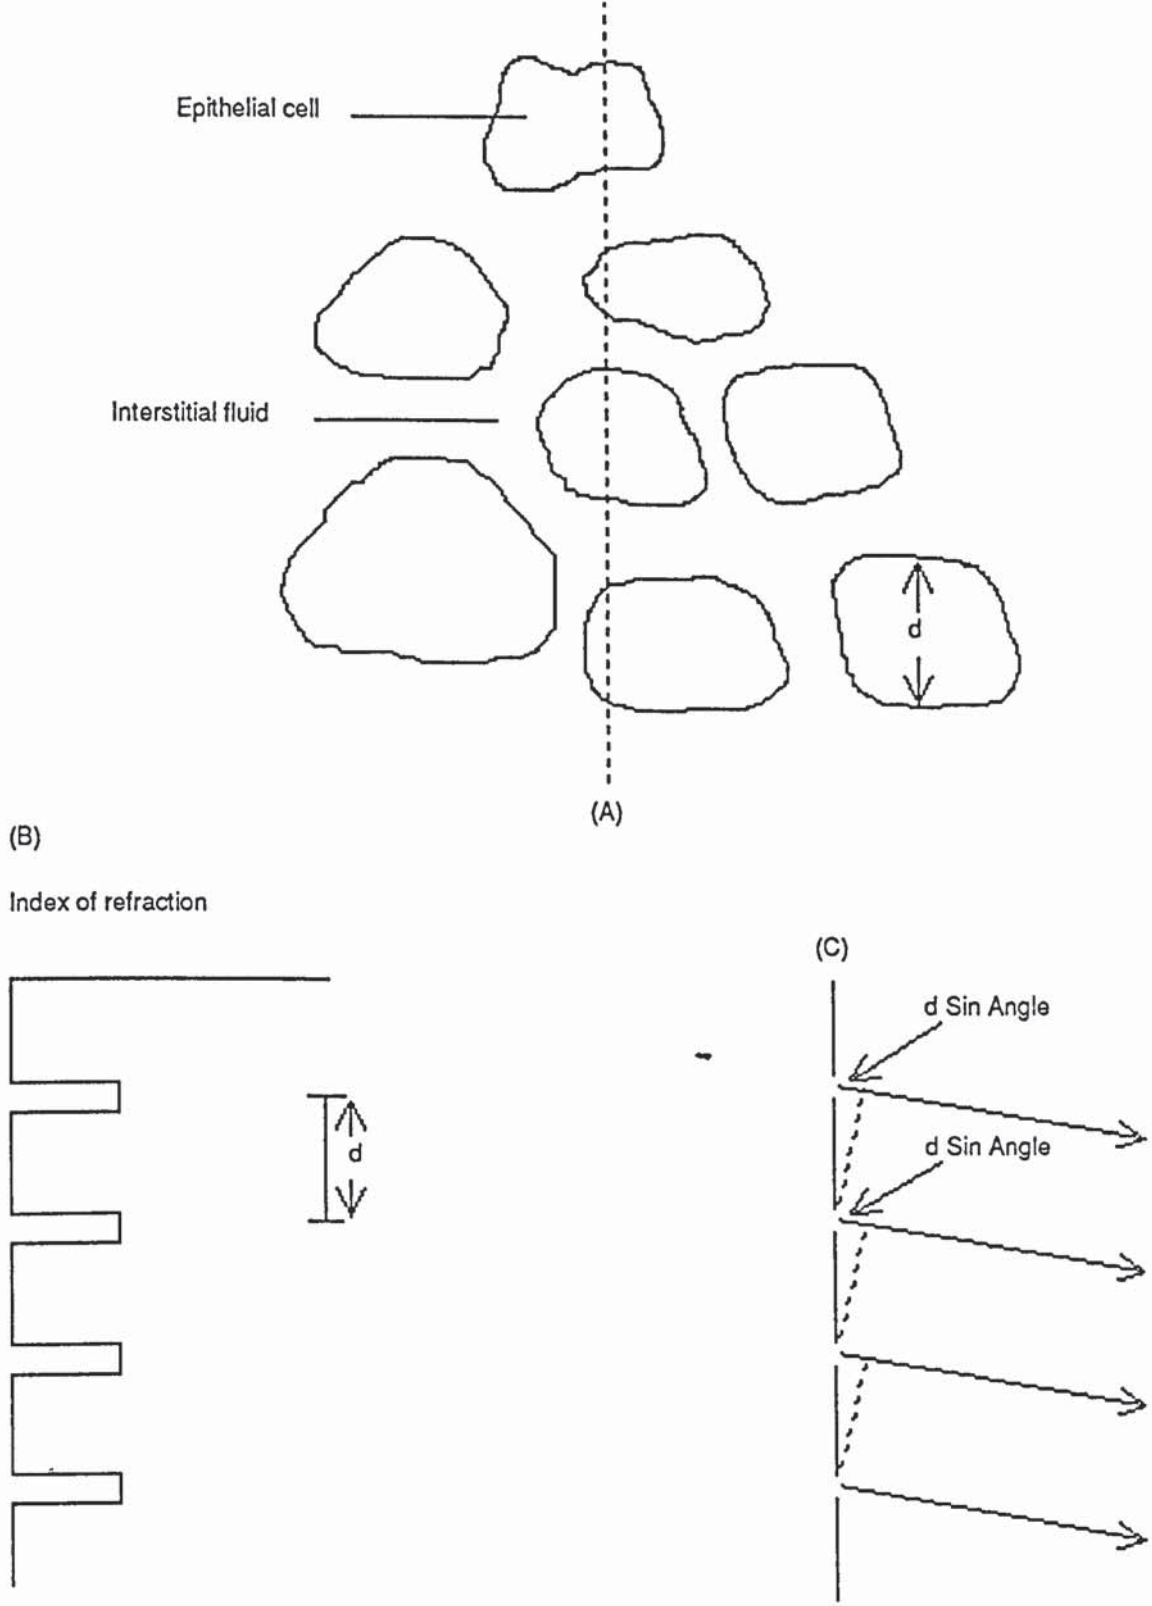 Epithelial cell
Interstitial fluid
d
(A)
(B)
Index of refraction
(C)
d Sin Angle
d
d Sin Angle